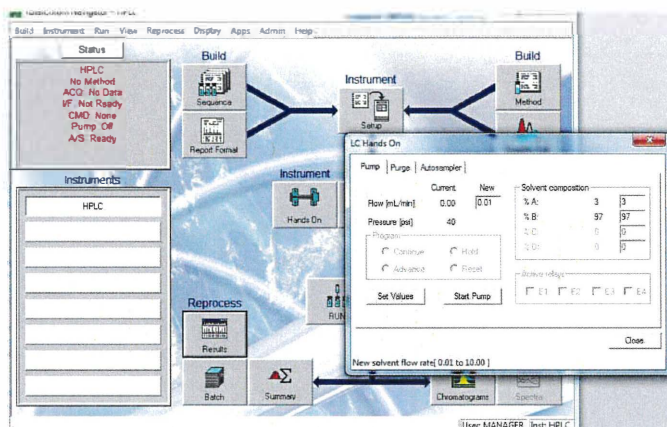 Navigator - HPLC
Build Instrument Run View Reprocess Display Apps Admin Help
Status
HPLC
No Method
ACQ: No Data
I/F: Not Ready
CMD: None
Pump: Off
A/S: Ready
Instruments
HPLC
Build
Sequence
Report Format
Instrument
Setup
Build
Method
Instrument
Hands On
RUN
Reprocess
Results
Batch
Summary
Chromatograms
Spectra
LC Hands On
Pump Purge Autosampler
Current New
Flow [mL/min] 0.00 0.01
Pressure [psi] 40
Program
Continue Hold
Advance Reset
Set Values Start Pump
Solvent composition
% A: 3 3
% B: 97 97
% C: 0 0
% D: 0 0
Active relays
E1 E2 E3 E4
Close
New solvent flow rate[ 0.01 to 10.00 ]
User: MANAGER Inst: HPLC